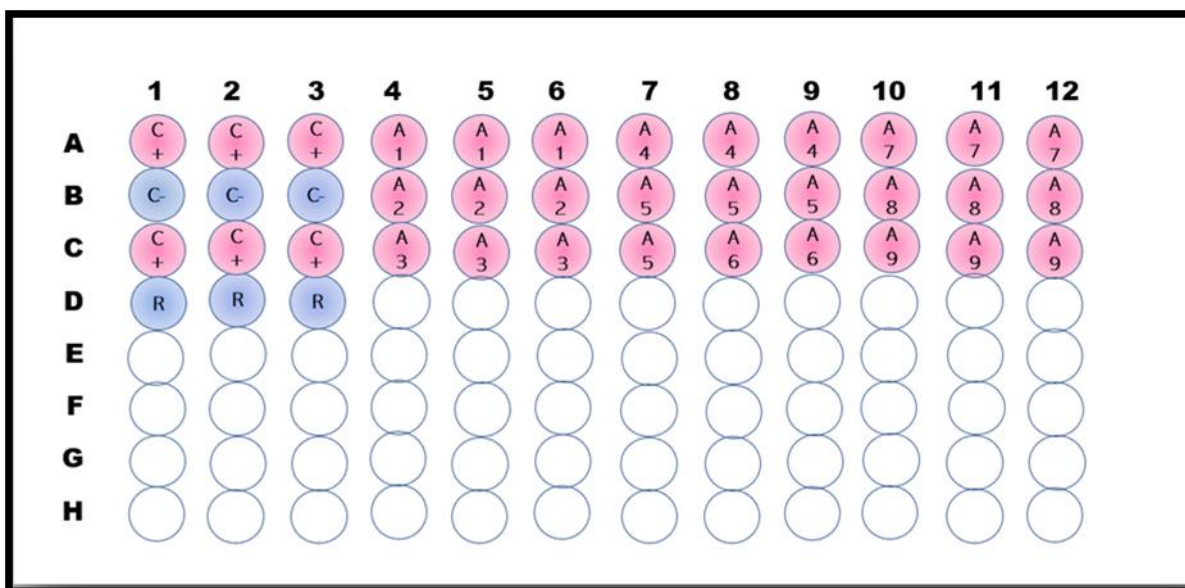 1 2 3 4 5 6 7 8 9 10 11 12
A C+ C+ C+ A1 A1 A1 A4 A4 A4 A7 A7 A7
B C- C- C- A2 A2 A2 A5 A5 A5 A8 A8 A8
C C+ C+ C+ A3 A3 A3 A5 A6 A6 A9 A9 A9
D R R R
E
F
G
H